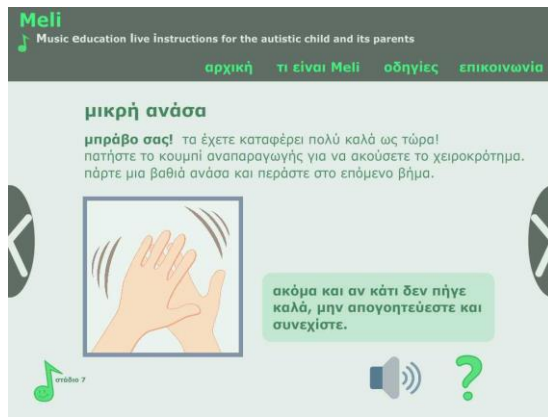 Meli
Music education live instructions for the autistic child and its parents
αρχική τι είναι Meli οδηγίες επικοινωνία
μικρή ανάσα
μπράβο σας! τα έχετε καταφέρει πολύ καλά ως τώρα!
πατήστε το κουμπί αναπαραγωγής για να ακούσετε το χειροκρότημα.
πάρτε μια βαθιά ανάσα και περάστε στο επόμενο βήμα.
ακόμα και αν κάτι δεν πήγε
καλά, μην απογοητεύεστε και
συνεχίστε.
στάδιο 7
?